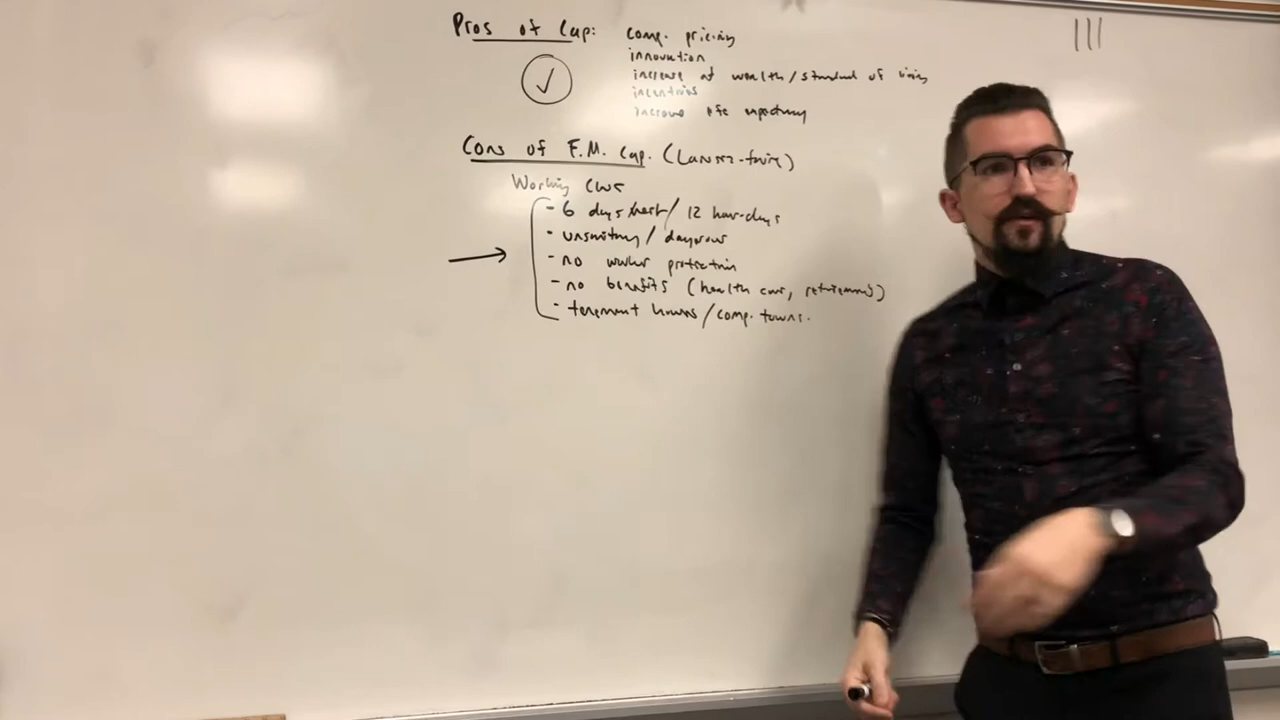 Pros of Cap: comp. pricing
innovation
increase of wealth/standard of living
incentives
increase life expectancy
Cons of F.M. Cap. (Laissez-faire)
Working
- 6 days / 12 hour-days
- unsanitary / dangerous
- no worker protection
- no benefits (health care, retirement)
- tenement houses / comp. towns.